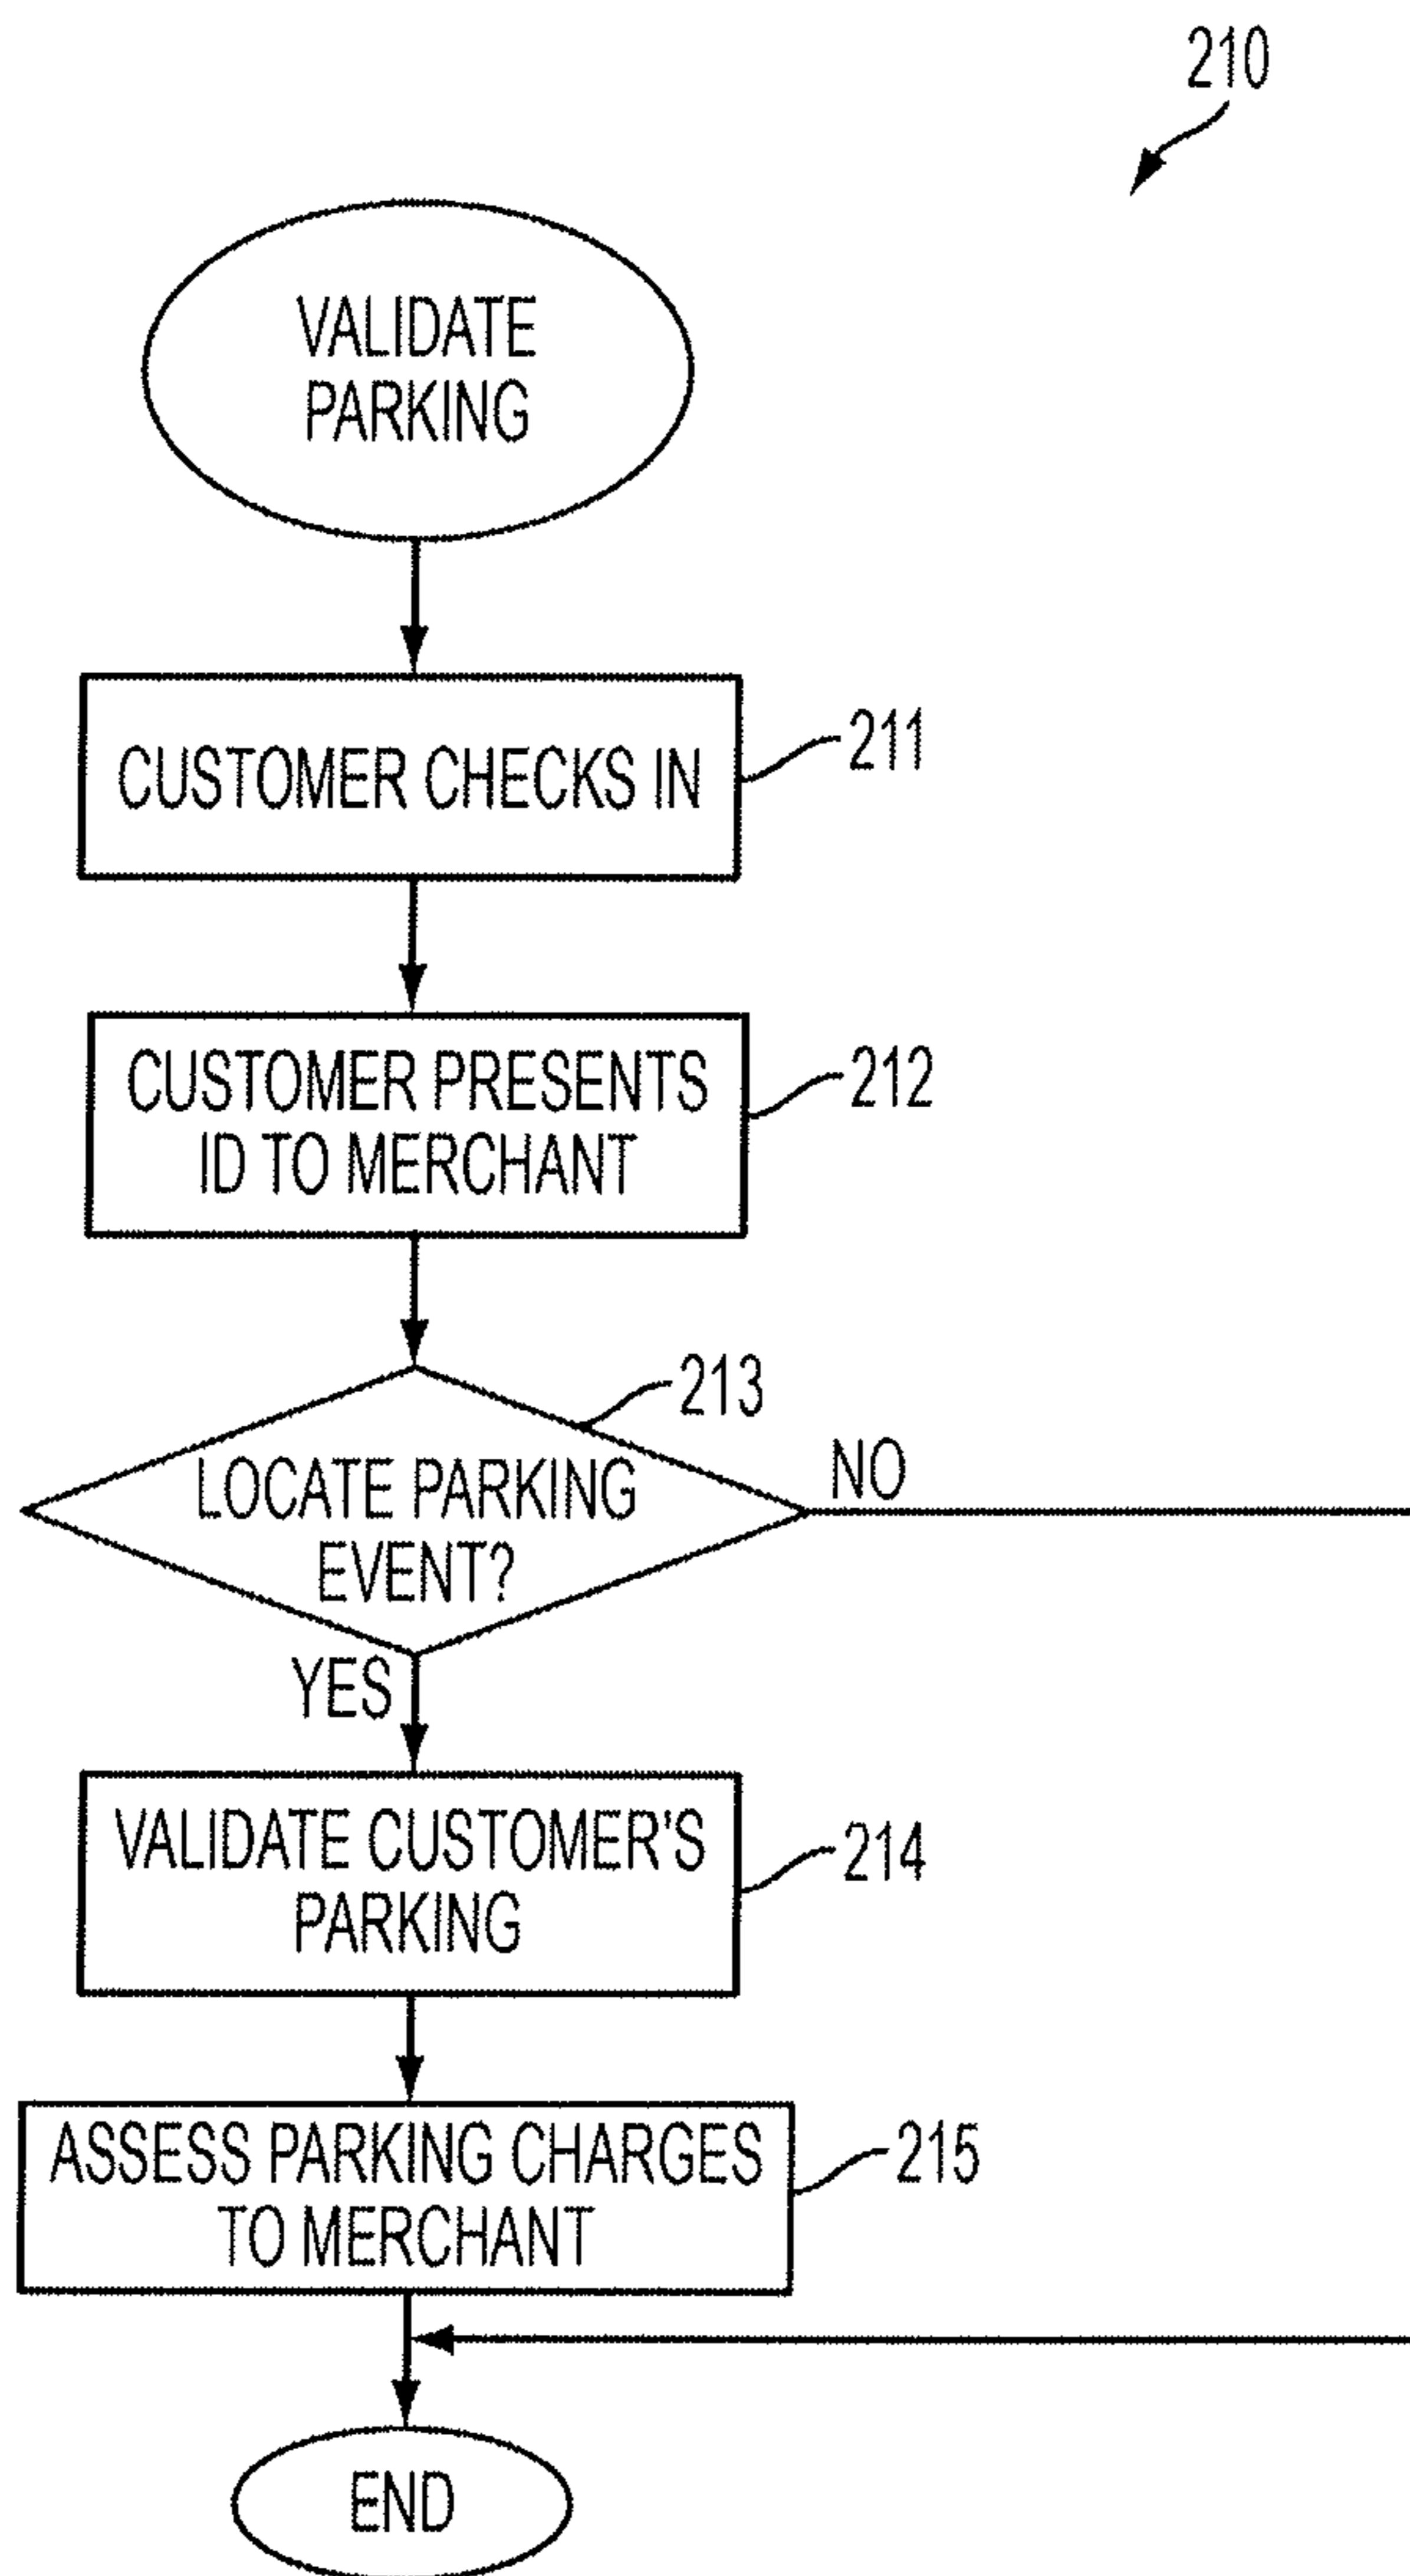 210
VALIDATE
PARKING
CUSTOMER CHECKS IN
211
CUSTOMER PRESENTS
ID TO MERCHANT
212
213
LOCATE PARKING
EVENT?
NO
YES
VALIDATE CUSTOMER'S
PARKING
214
ASSESS PARKING CHARGES
TO MERCHANT
215
END